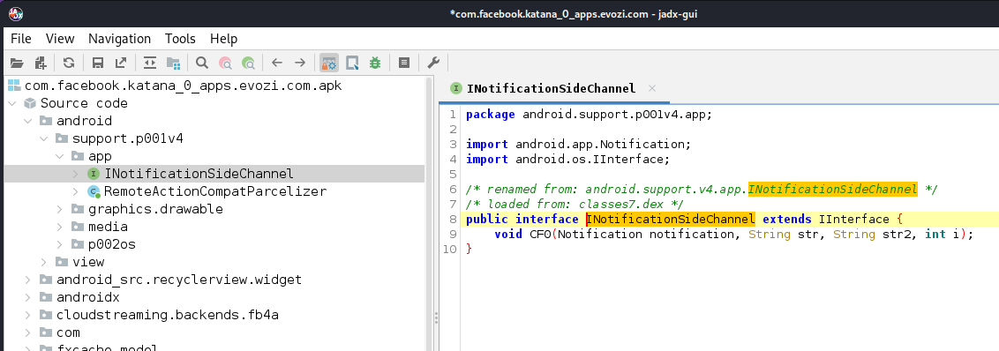 *com.facebook.katana_0_apps.evozi.com - jadx-gui
File View Navigation Tools Help
com.facebook.katana_0_apps.evozi.com.apk
Source code
android
support.p001v4
app
INotificationSideChannel
RemoteActionCompatParcelizer
graphics.drawable
media
p002os
view
android_src.recyclerview.widget
androidx
cloudstreaming.backends.fb4a
com
fxcache.model
INotificationSideChannel
1 package android.support.p001v4.app;
2
3 import android.app.Notification;
4 import android.os.IInterface;
5
6 /* renamed from: android.support.v4.app.INotificationSideChannel */
7 /* loaded from: classes7.dex */
8 public interface INotificationSideChannel extends IInterface {
9 void CFO(Notification notification, String str, String str2, int i);
10 }